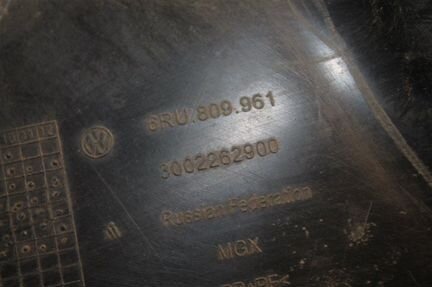 6RU.809.961
3002262900
Russian Federation
MGX